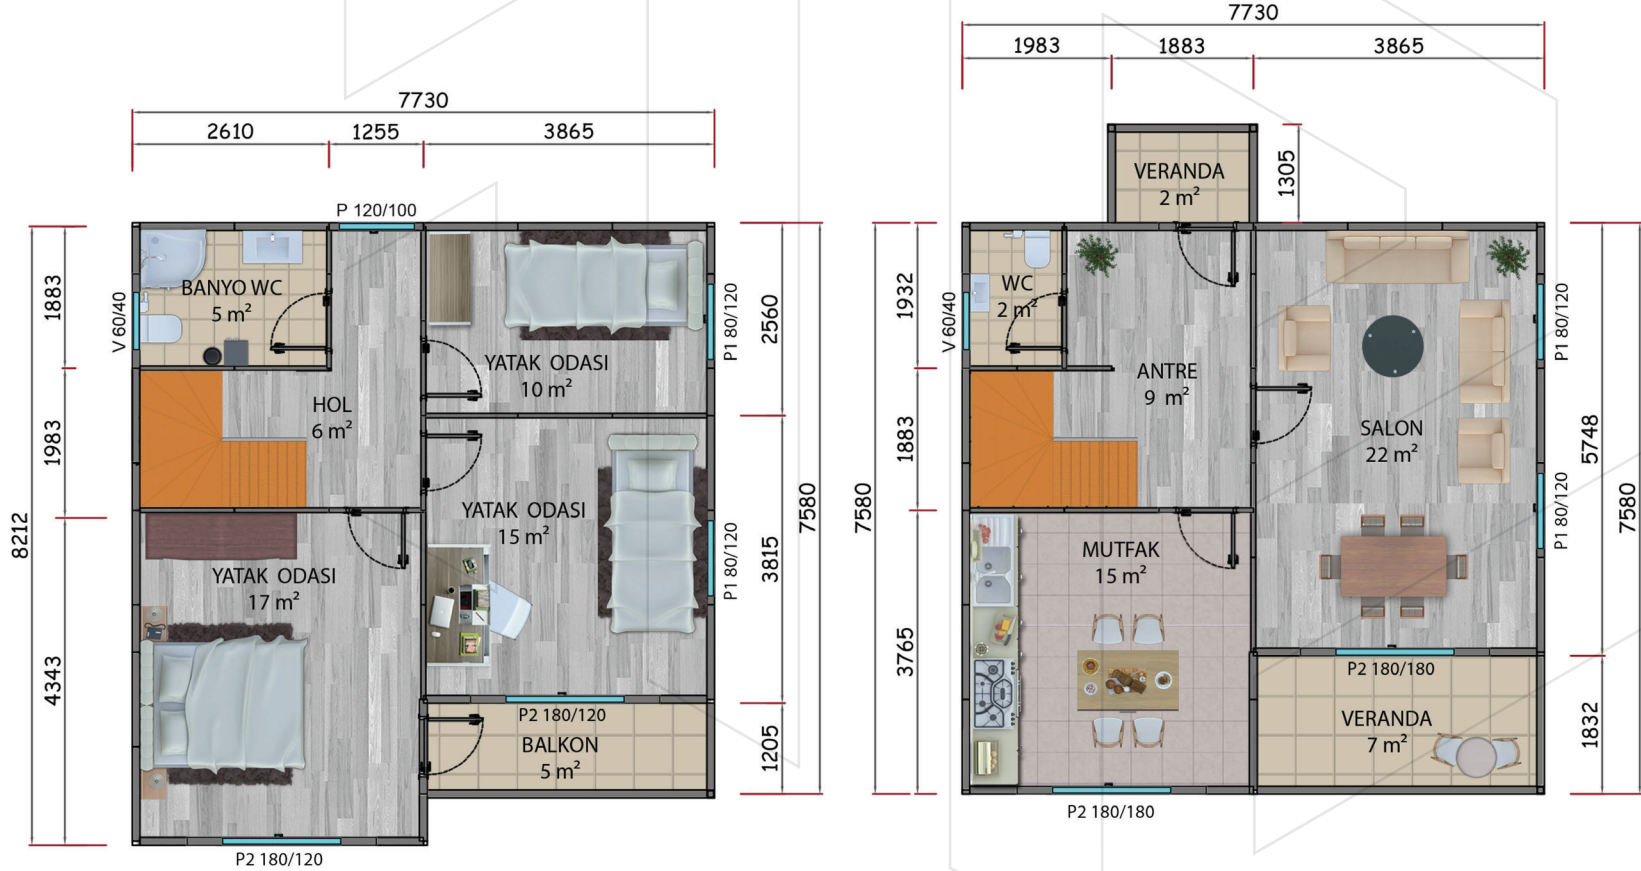 7730
2610 1255 3865
P 120/100
BANYO WC
5 m²
V 60/40
1883
1983
4343
8212
HOL
6 m²
YATAK ODASI
10 m²
P1 80/120
2560
YATAK ODASI
15 m²
P1 80/120
3815
7580
YATAK ODASI
17 m²
P2 180/120
BALKON
5 m²
1205
P2 180/120
7730
1983 1883 3865
VERANDA
2 m²
1305
WC
2 m²
V 60/40
1932
1883
3765
7580
ANTRE
9 m²
SALON
22 m²
P1 80/120
P1 80/120
5748
7580
MUTFAK
15 m²
P2 180/180
VERANDA
7 m²
1832
P2 180/180